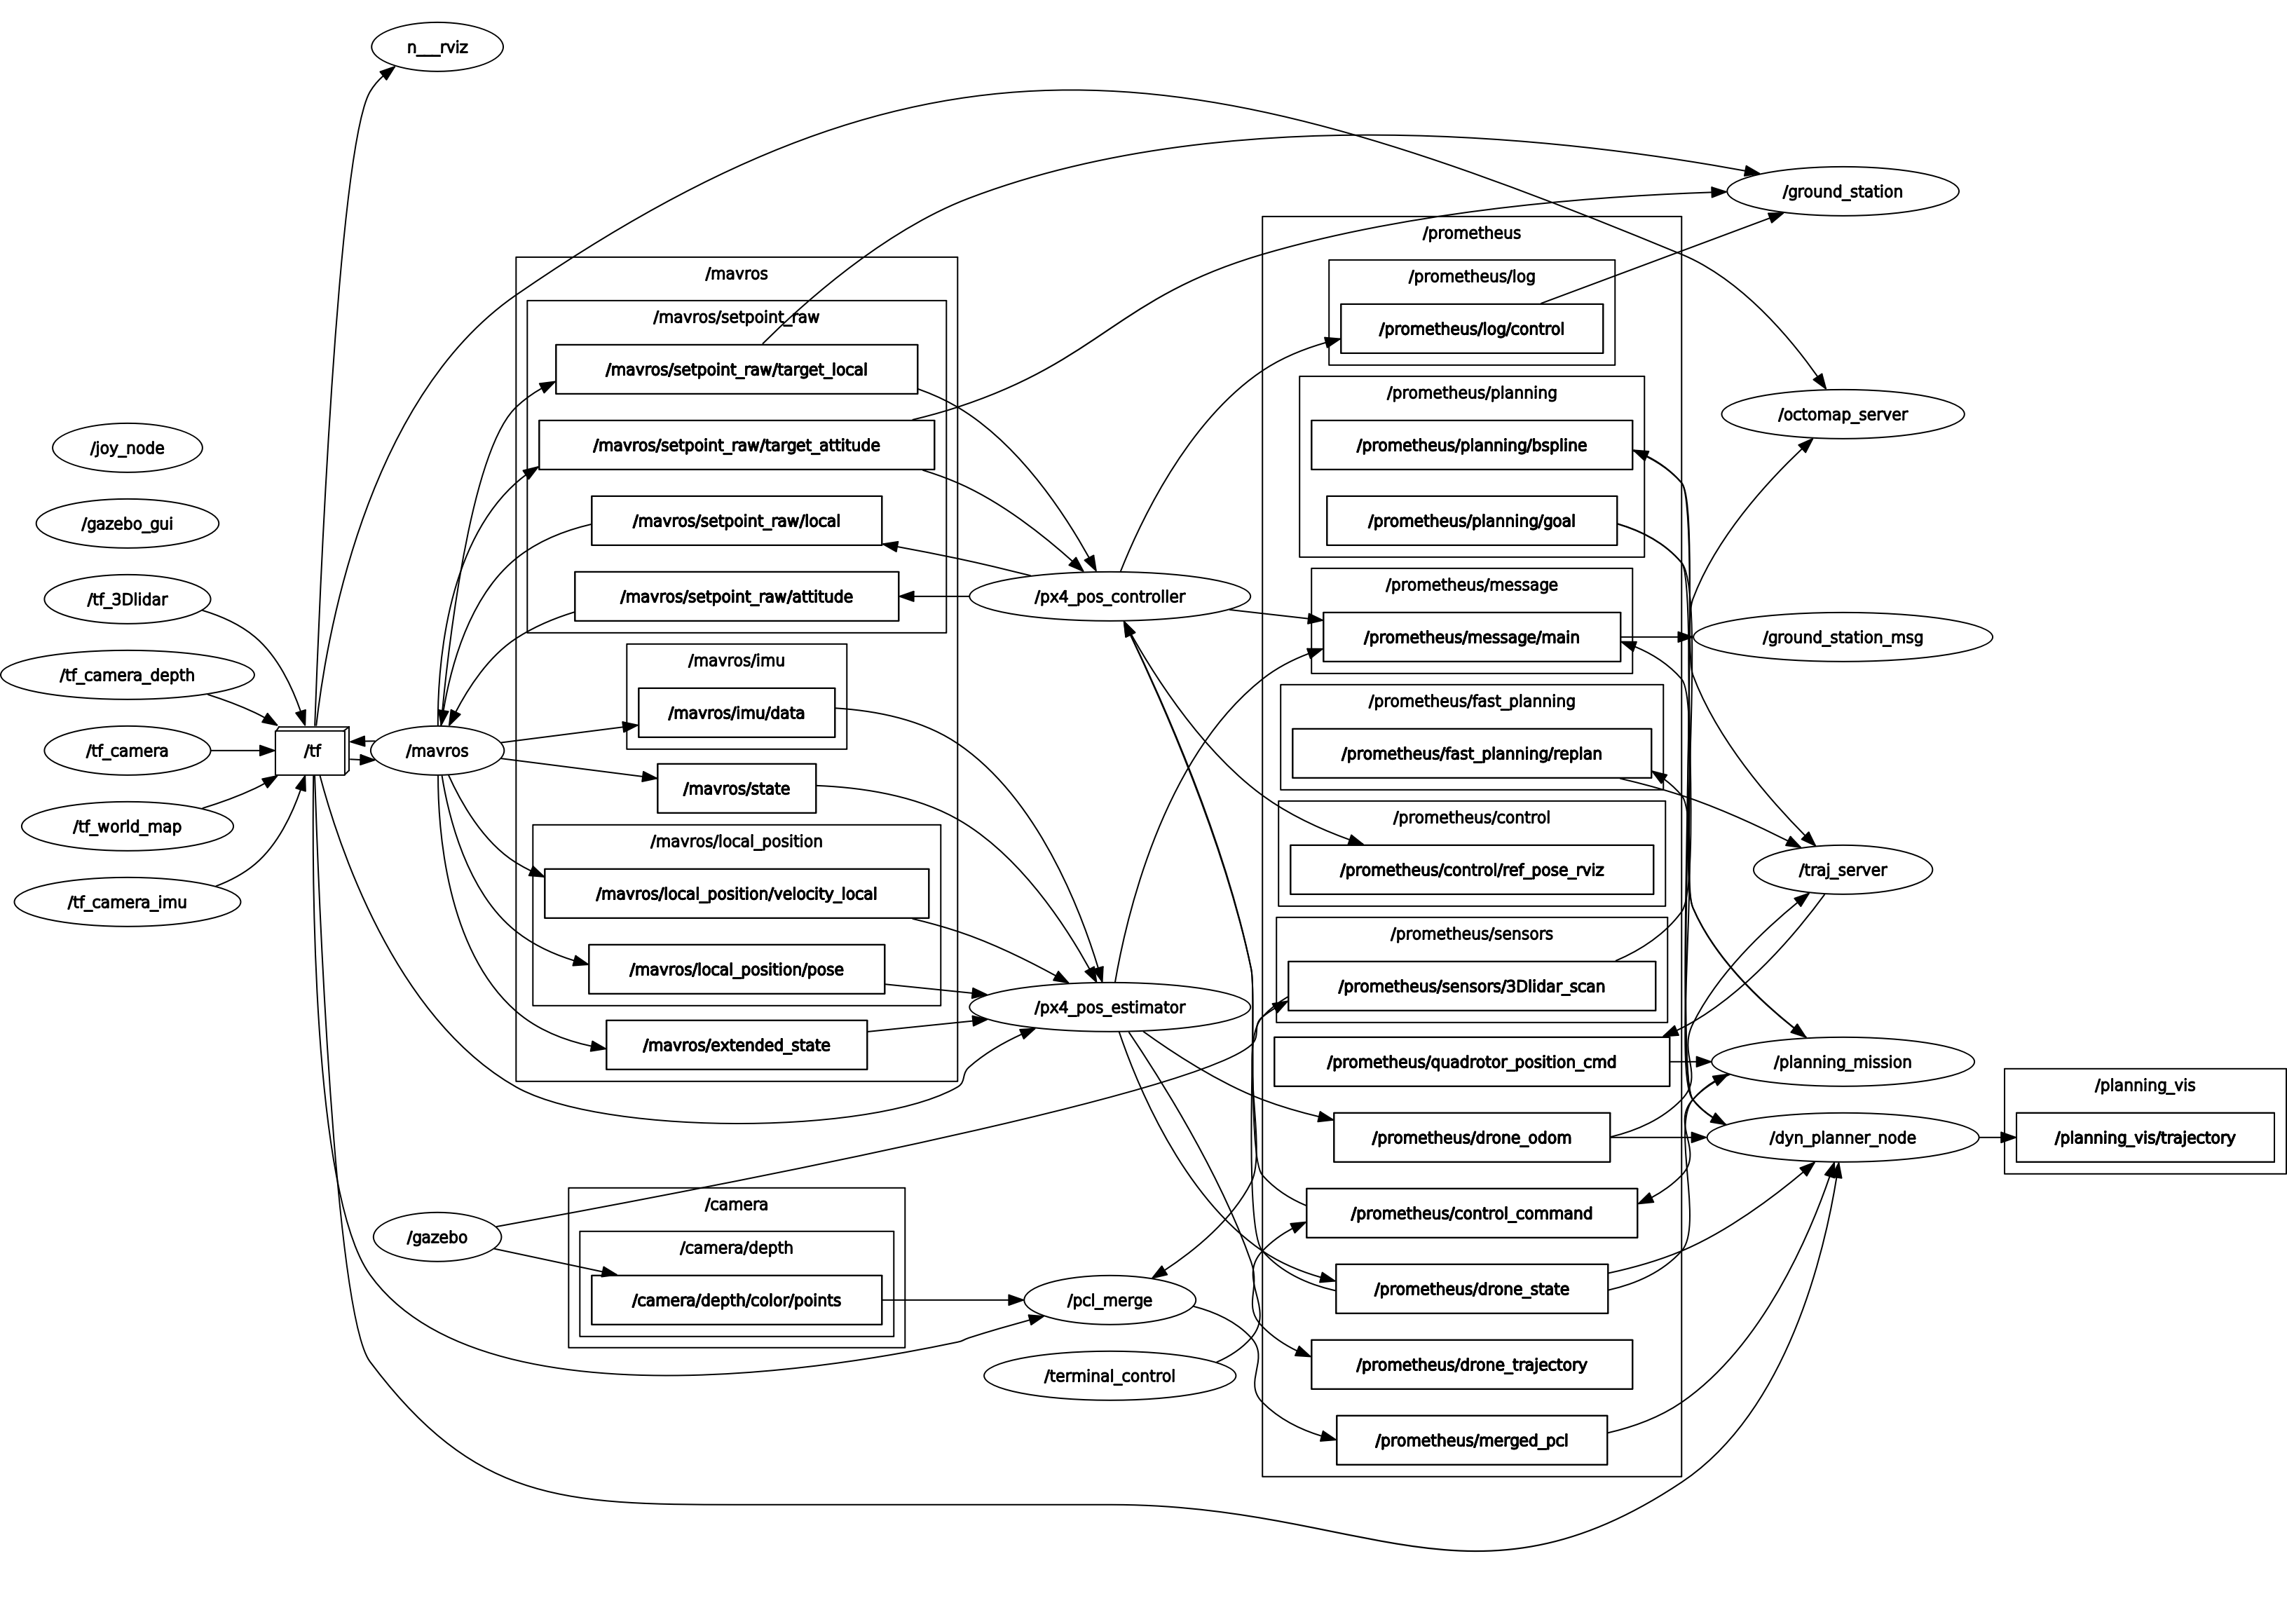 n___rviz
/ground_station
/prometheus
/mavros
/prometheus/log
/mavros/setpoint_raw
/prometheus/log/control
/mavros/setpoint_raw/target_local
/prometheus/planning
/octomap_server
/joy_node
/mavros/setpoint_raw/target_attitude
/prometheus/planning/bspline
/gazebo_gui
/mavros/setpoint_raw/local
/prometheus/planning/goal
/prometheus/message
/tf_3Dlidar
/mavros/setpoint_raw/attitude
/px4_pos_controller
/prometheus/message/main
/ground_station_msg
/mavros/imu
/tf_camera_depth
/prometheus/fast_planning
/mavros/imu/data
/tf_camera
/tf
/mavros
/prometheus/fast_planning/replan
/mavros/state
/prometheus/control
/tf_world_map
/mavros/local_position
/prometheus/control/ref_pose_rviz
/traj_server
/tf_camera_imu
/mavros/local_position/velocity_local
/prometheus/sensors
/mavros/local_position/pose
/prometheus/sensors/3Dlidar_scan
/px4_pos_estimator
/mavros/extended_state
/prometheus/quadrotor_position_cmd
/planning_mission
/planning_vis
/prometheus/drone_odom
/dyn_planner_node
/planning_vis/trajectory
/camera
/prometheus/control_command
/gazebo
/camera/depth
/prometheus/drone_state
/camera/depth/color/points
/pcl_merge
/prometheus/drone_trajectory
/terminal_control
/prometheus/merged_pcl